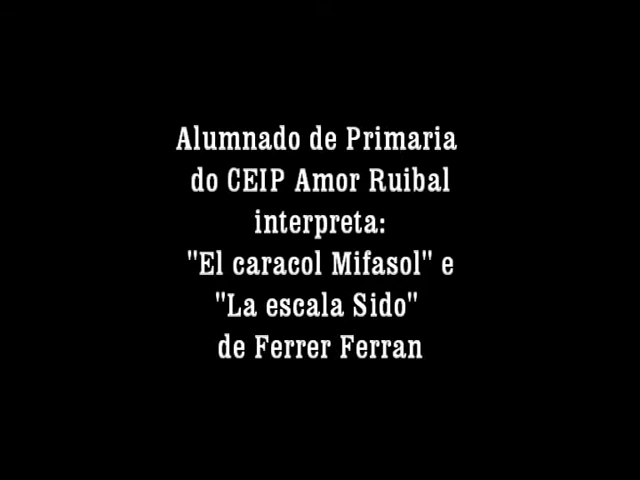 Alumnado de Primaria
do CEIP Amor Ruibal
interpreta:
"El caracol Mifasol" e
"La escala Sido"
de Ferrer Ferran